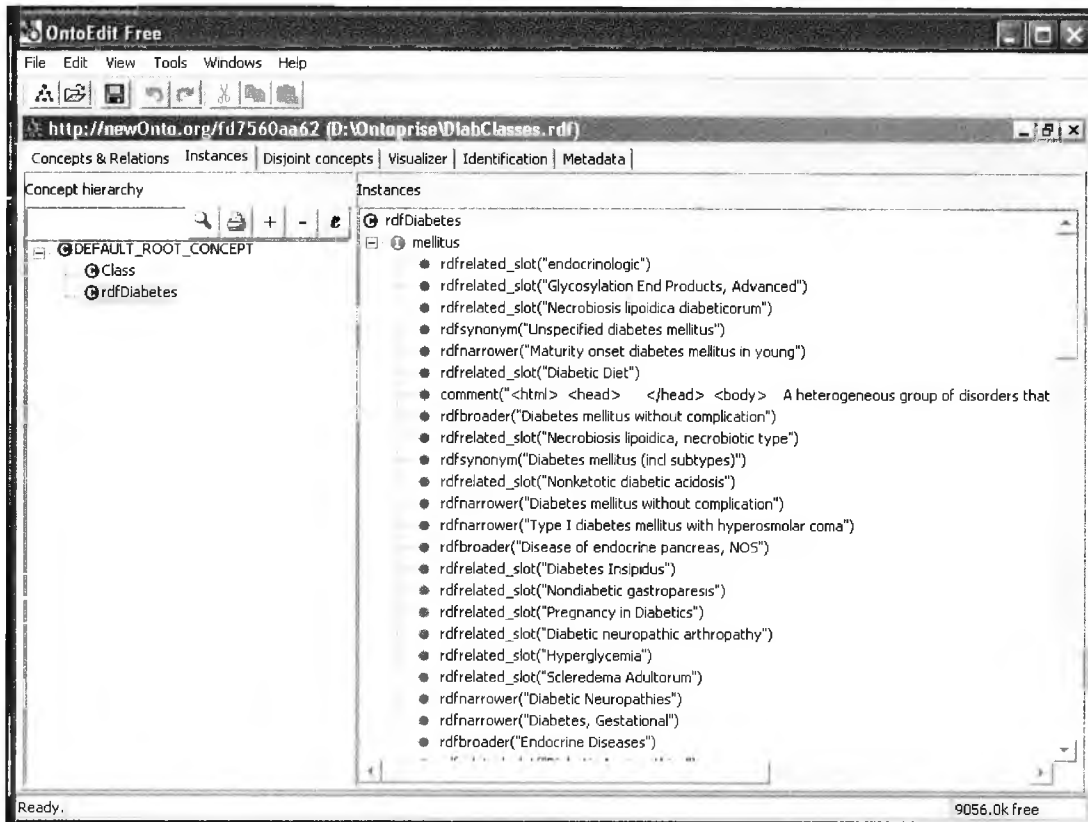 OntoEdit Free
File Edit View Tools Windows Help
http://newOnto.org/fd7560aa62 (D:\Ontoprise\DiabClasses.rdf)
Concepts & Relations Instances Disjoint concepts Visualizer Identification Metadata
Concept hierarchy
Instances
+ - e
DEFAULT_ROOT_CONCEPT
Class
rdfDiabetes
rdfDiabetes
mellitus
rdfrelated_slot("endocrinologic")
rdfrelated_slot("Glycosylation End Products, Advanced")
rdfrelated_slot("Necrobiosis lipoidica diabeticorum")
rdfsynonym("Unspecified diabetes mellitus")
rdfnarrower("Maturity onset diabetes mellitus in young")
rdfrelated_slot("Diabetic Diet")
comment("<html> <head> </head> <body> A heterogeneous group of disorders that
rdfbroader("Diabetes mellitus without complication")
rdfrelated_slot("Necrobiosis lipoidica, necrobiotic type")
rdfsynonym("Diabetes mellitus (incl subtypes)")
rdfrelated_slot("Nonketotic diabetic acidosis")
rdfnarrower("Diabetes mellitus without complication")
rdfnarrower("Type I diabetes mellitus with hyperosmolar coma")
rdfbroader("Disease of endocrine pancreas, NOS")
rdfrelated_slot("Diabetes Insipidus")
rdfrelated_slot("Nondiabetic gastroparesis")
rdfrelated_slot("Pregnancy in Diabetics")
rdfrelated_slot("Diabetic neuropathic arthropathy")
rdfrelated_slot("Hyperglycemia")
rdfrelated_slot("Scleredema Adultorum")
rdfnarrower("Diabetic Neuropathies")
rdfnarrower("Diabetes, Gestational")
rdfbroader("Endocrine Diseases")
Ready.
9056.0k free